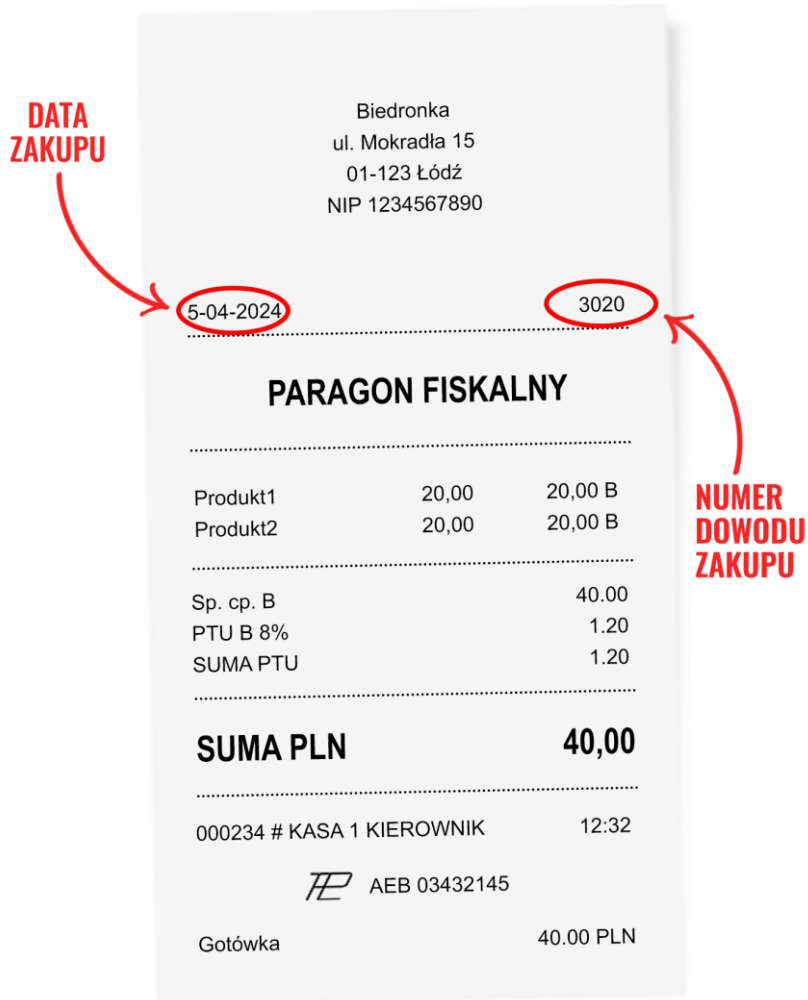 DATA
ZAKUPU
Biedronka
ul. Mokradła 15
01-123 Łódź
NIP 1234567890
5-04-2024 3020
PARAGON FISKALNY
NUMER
DOWODU
ZAKUPU
Produkt1 20,00 20,00 B
Produkt2 20,00 20,00 B
Sp. cp. B 40.00
PTU B 8% 1.20
SUMA PTU 1.20
SUMA PLN 40,00
000234 # KASA 1 KIEROWNIK 12:32
AEB 03432145
Gotówka 40.00 PLN